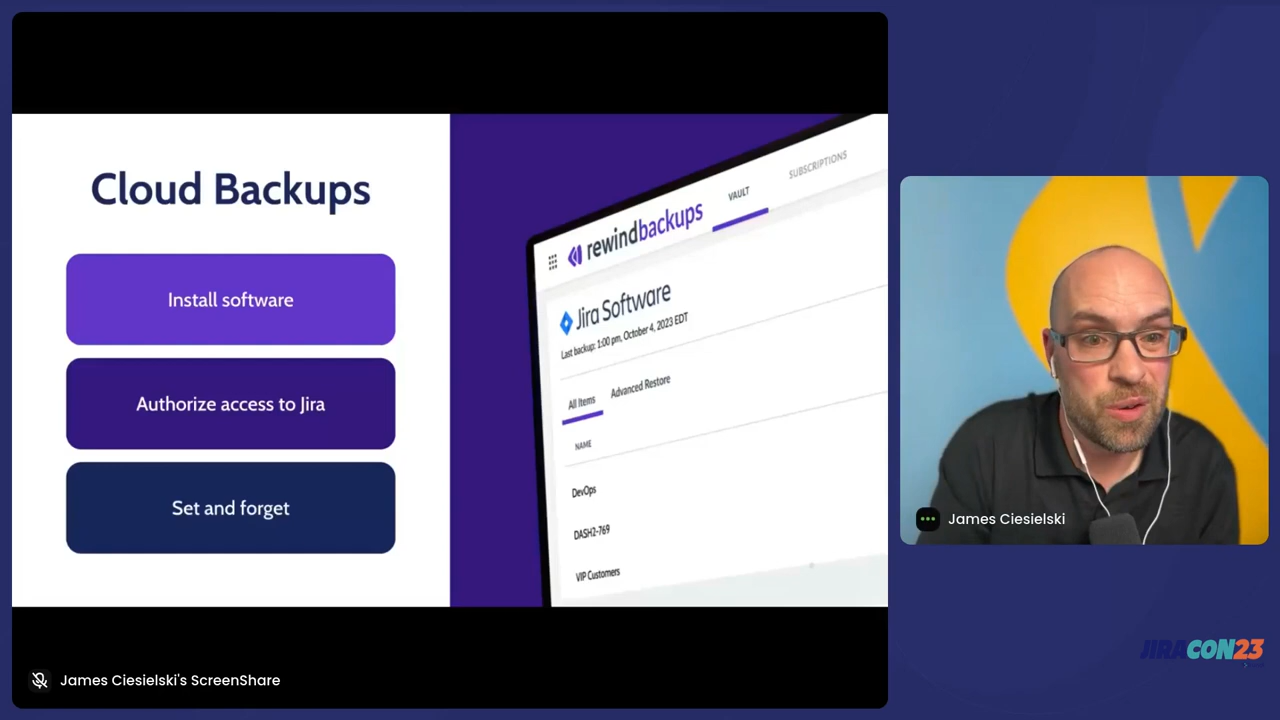 Cloud Backups
Install software
Authorize access to Jira
Set and forget
rewindbackups
VAULT
SUBSCRIPTIONS
Jira Software
Last backup: 1:00 pm, October 4, 2023 EDT
All Items
Advanced Restore
NAME
DevOps
DASH2-769
VIP Customers
James Ciesielski
James Ciesielski's ScreenShare
JIRACON23